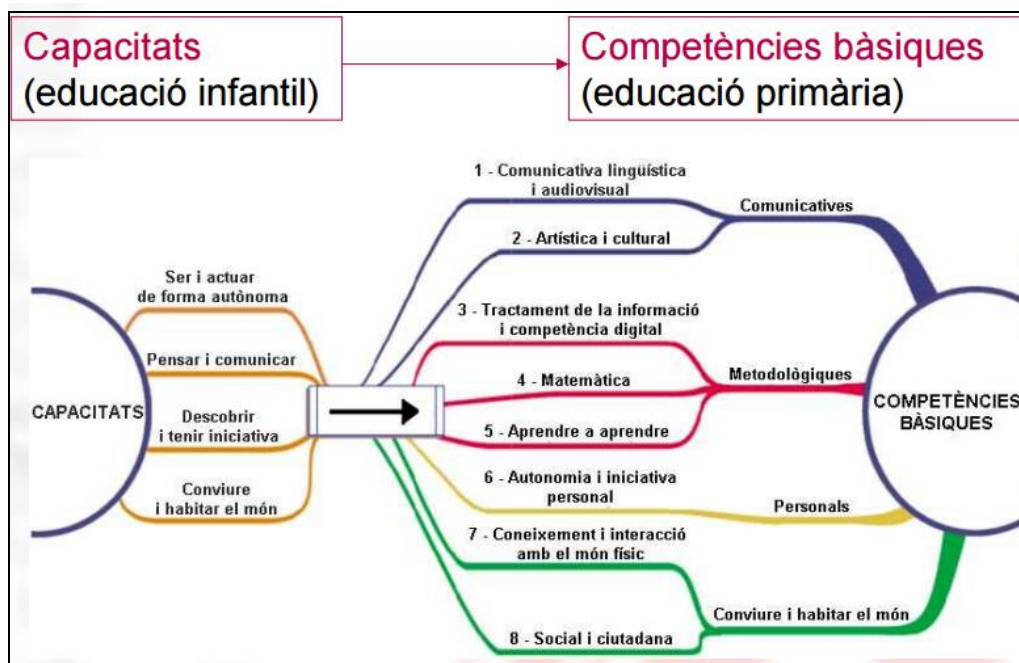 Capacitats
(educació infantil)
Competències bàsiques
(educació primària)
CAPACITATS
Ser i actuar
de forma autònoma
Pensar i comunicar
Descobrir
i tenir iniciativa
Conviure
i habitar el món
1 - Comunicativa lingüística
i audiovisual
2 - Artística i cultural
Comunicatives
3 - Tractament de la informació
i competència digital
4 - Matemàtica
5 - Aprendre a aprendre
Metodològiques
6 - Autonomia i iniciativa
personal
Personals
7 - Coneixement i interacció
amb el món físic
8 - Social i ciutadana
Conviure i habitar el món
COMPETÈNCIES
BÀSIQUES